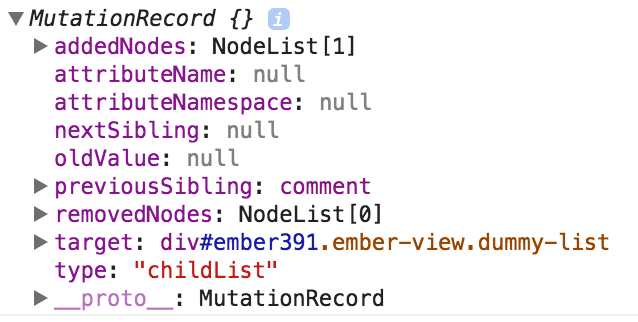 MutationRecord {} i
addedNodes: NodeList[1]
attributeName: null
attributeNamespace: null
nextSibling: null
oldValue: null
previousSibling: comment
removedNodes: NodeList[0]
target: div#ember391.ember-view.dummy-list
type: "childList"
__proto__: MutationRecord